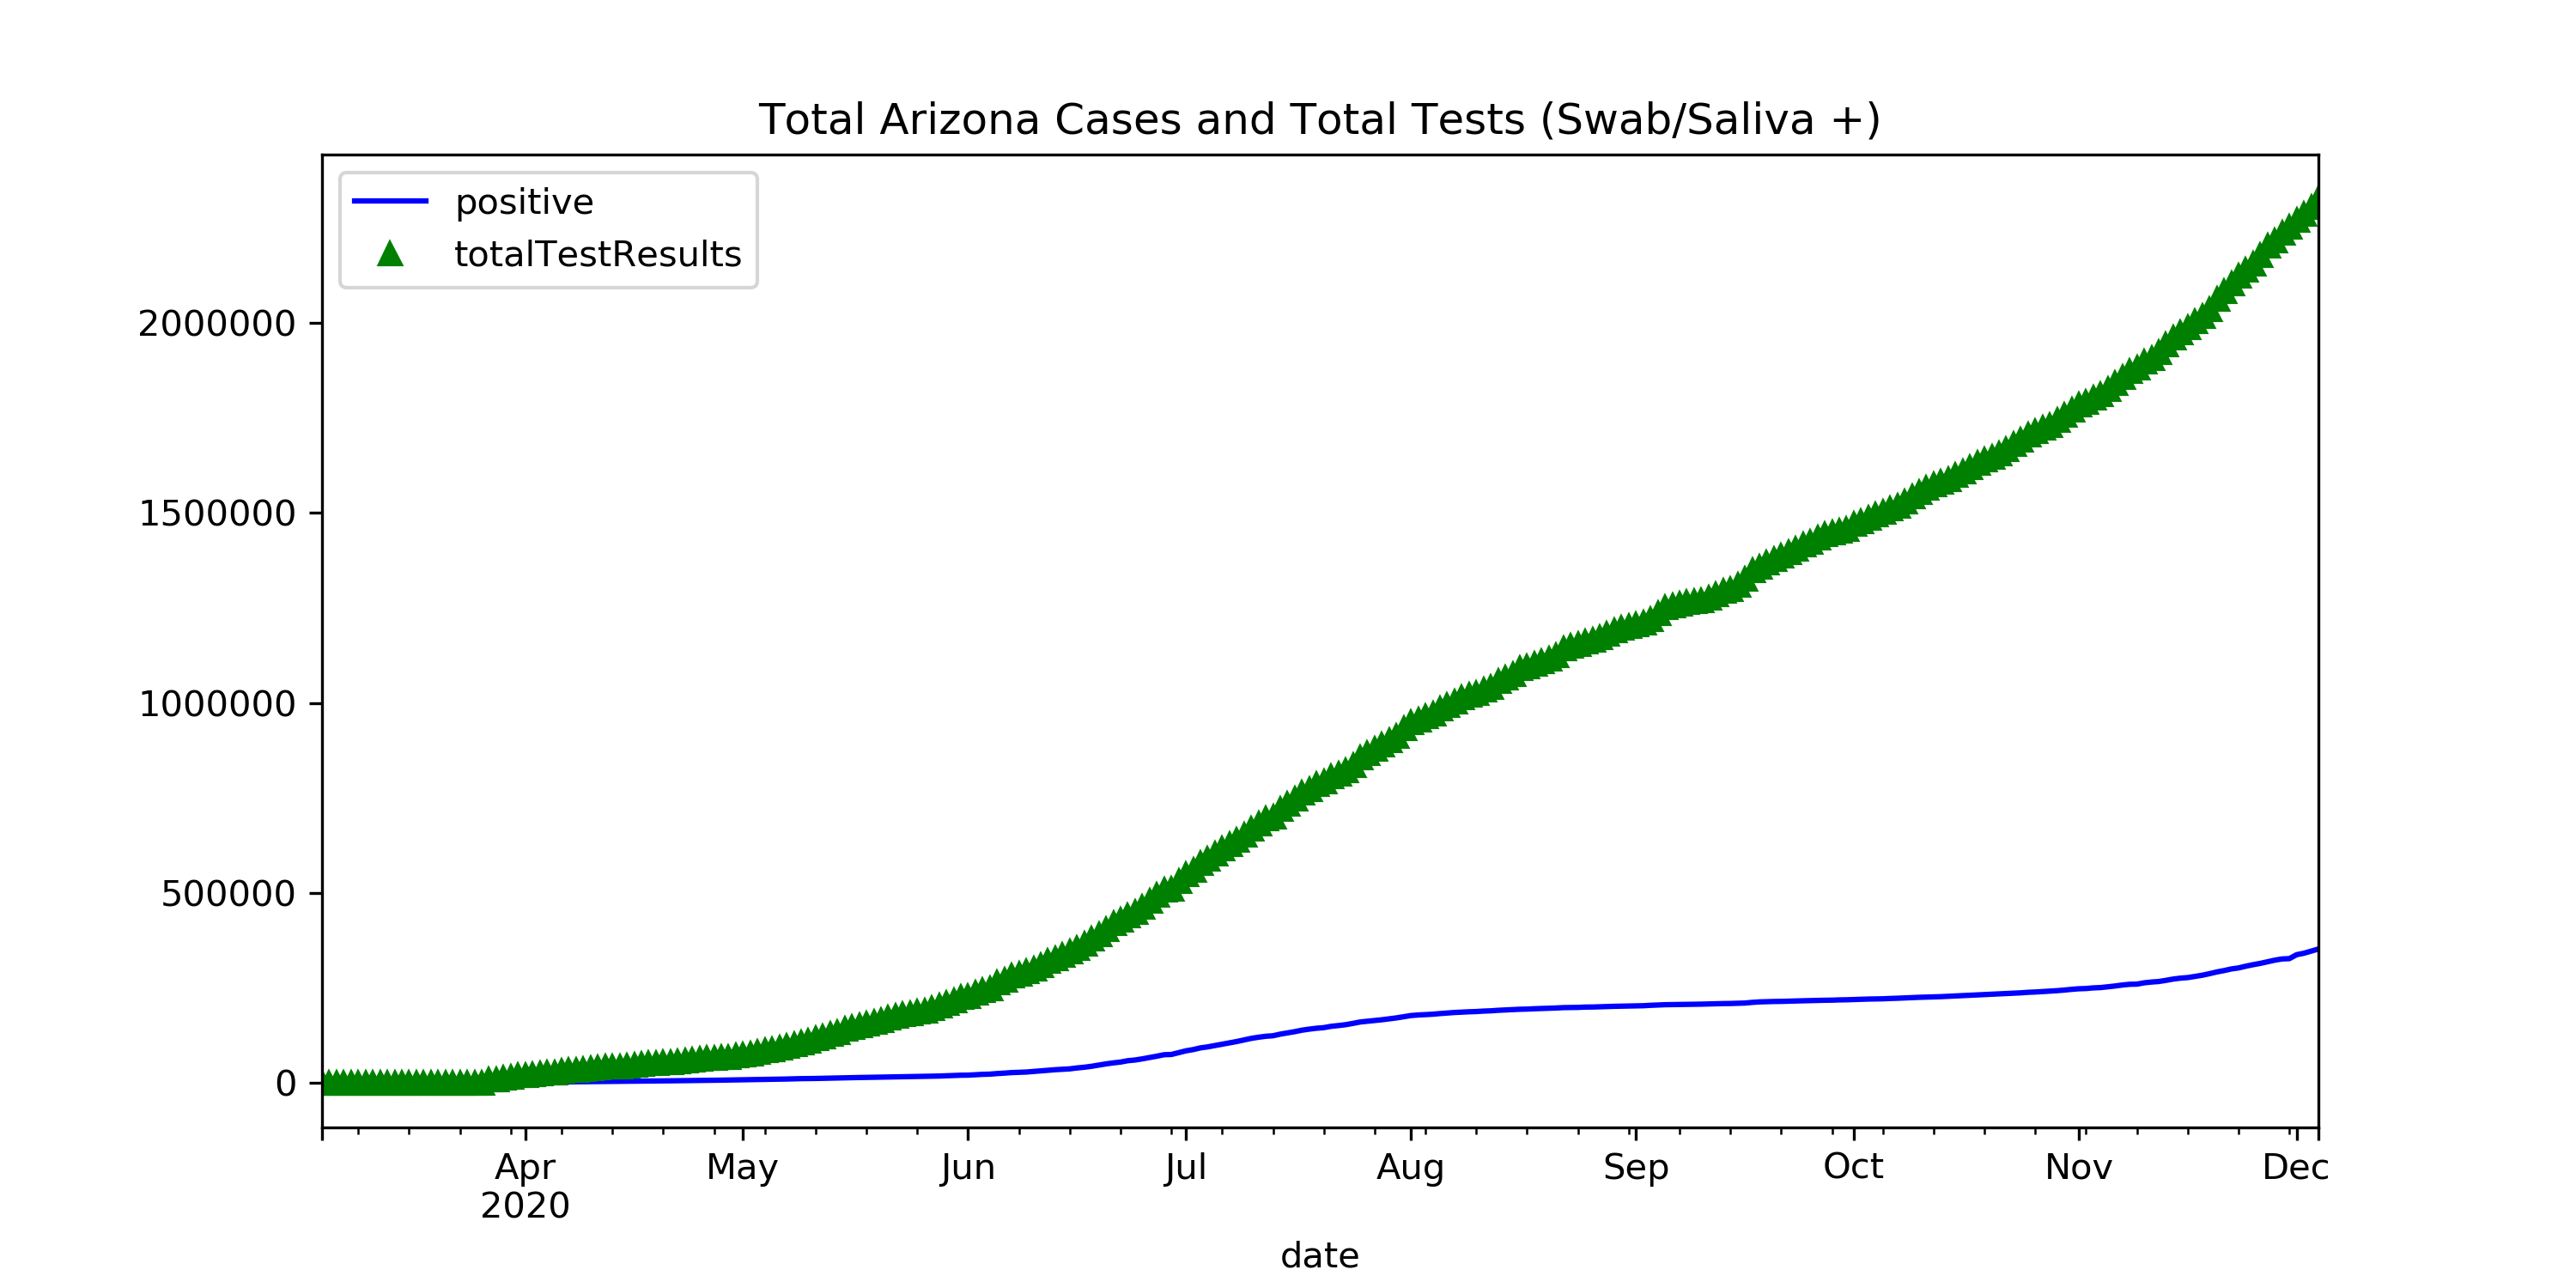 Total Arizona Cases and Total Tests (Swab/Saliva +)
positive
totalTestResults
2000000
1500000
1000000
500000
0
Apr May Jun Jul Aug Sep Oct Nov Dec
2020
date